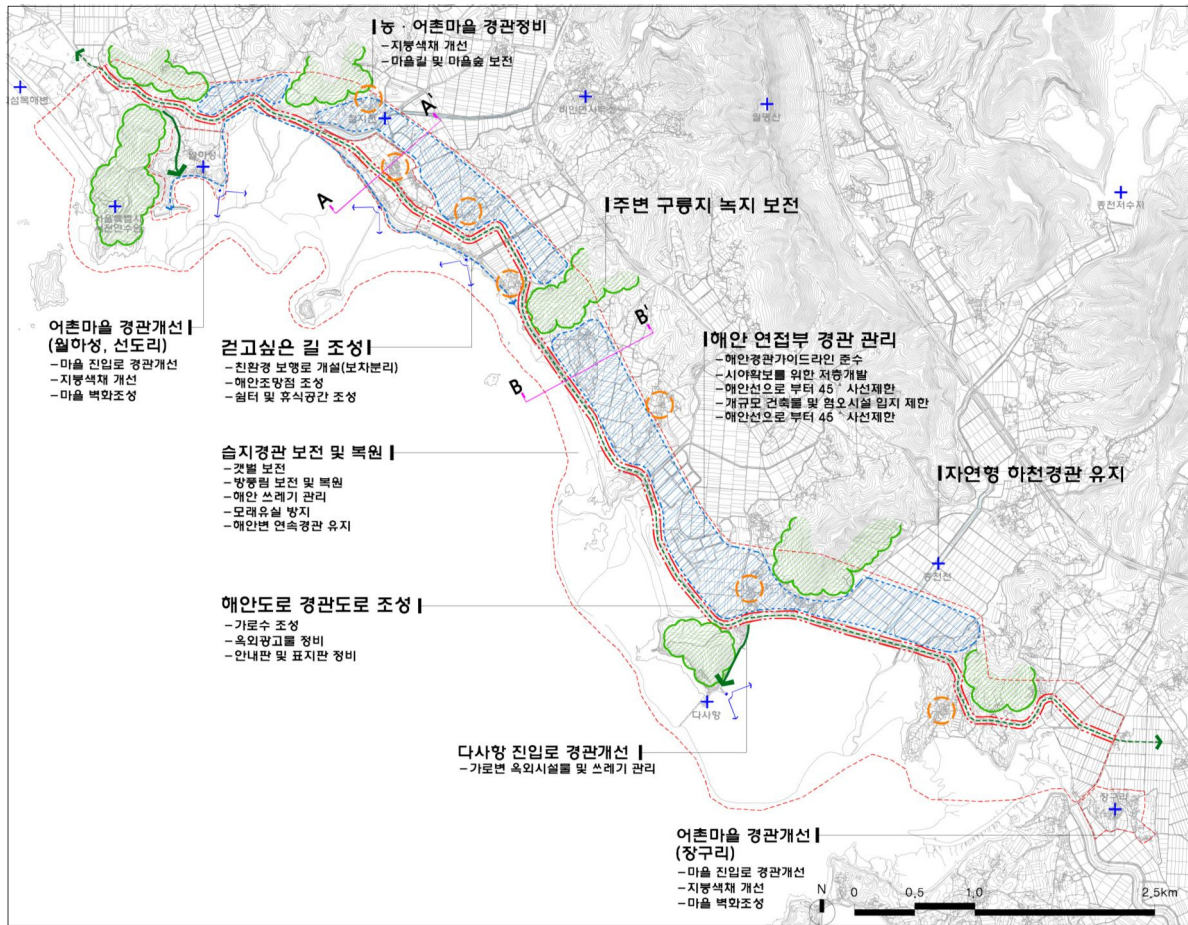 농 · 어촌마을 경관정비
-지붕색채 개선
-마을길 및 마을숲 보전
A'
A
월명산
종천저수지
주변 구릉지 녹지 보전
B'
B
어촌마을 경관개선
(월하성, 선도리)
-마을 진입로 경관개선
-지붕색채 개선
-마을 벽화조성
걷고싶은 길 조성
-친환경 보행로 개설(보차분리)
-해안조망점 조성
-쉼터 및 휴식공간 조성
해안 연접부 경관 관리
-해안경관가이드라인 준수
-시야확보를 위한 저층개발
-해안선으로 부터 45˚ 사선제한
-개규모 건축물 및 혐오시설 입지 제한
-해안선으로 부터 45˚ 사선제한
습지경관 보전 및 복원
-갯벌 보전
-방풍림 보전 및 복원
-해안 쓰레기 관리
-모래유실 방지
-해안변 연속경관 유지
자연형 하천경관 유지
종천천
해안도로 경관도로 조성
-가로수 조성
-옥외광고물 정비
-안내판 및 표지판 정비
다사항
다사항 진입로 경관개선
-가로변 옥외시설물 및 쓰레기 관리
장구리
어촌마을 경관개선
(장구리)
-마을 진입로 경관개선
-지붕색채 개선
-마을 벽화조성
N
0 0.5 1.0 2.5km